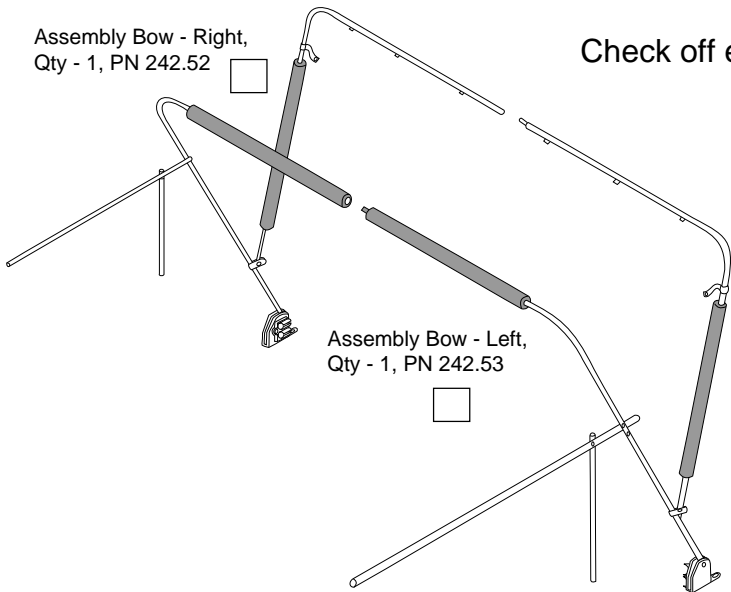 Assembly Bow - Right,
Qty - 1, PN 242.52
Check off e
Assembly Bow - Left,
Qty - 1, PN 242.53